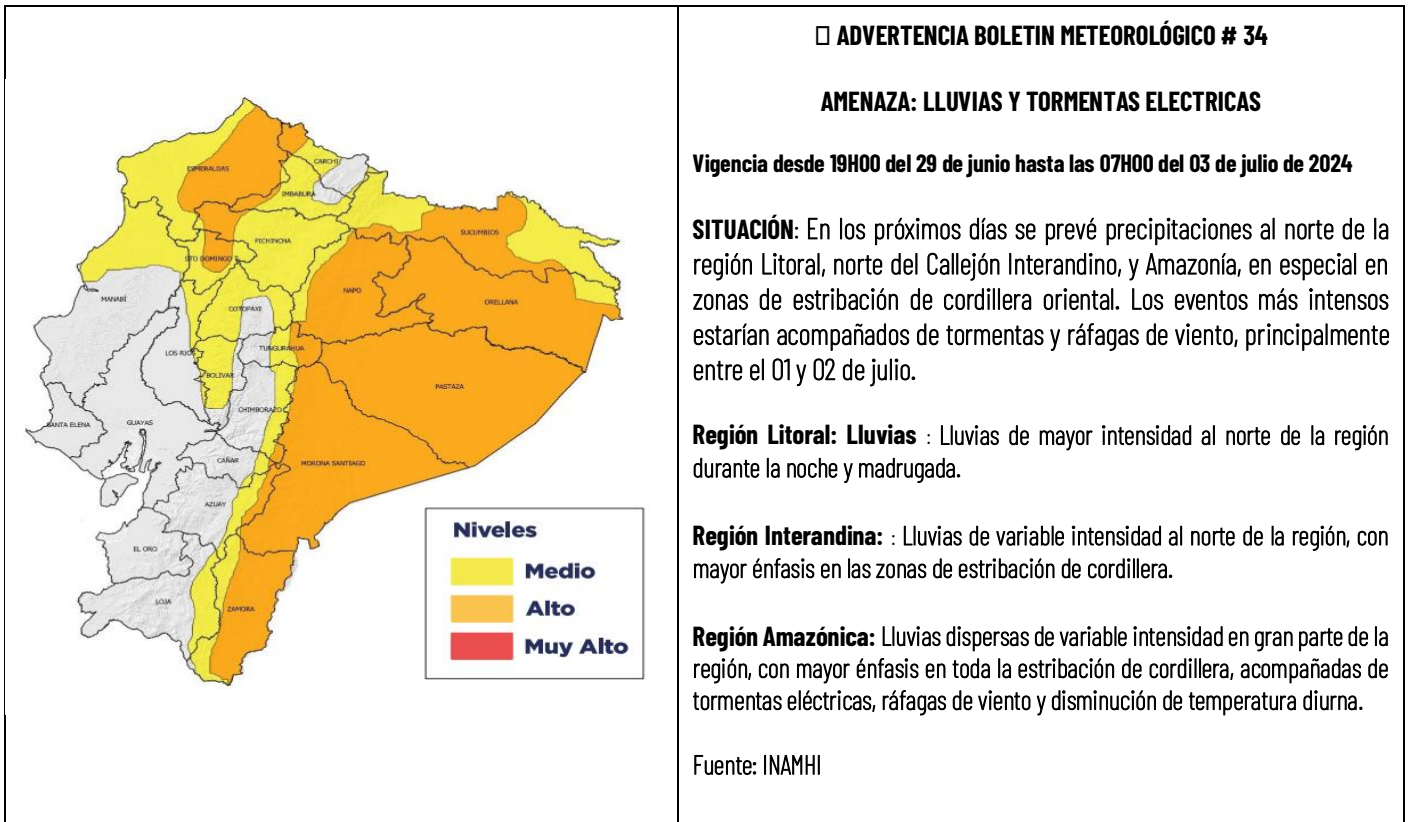 ESMERALDAS
CARCHI
IMBABURA
SUCUMBIOS
PICHINCHA
STO DOMINGO T
MANABÍ
NAPO
ORELLANA
COTOPAXI
TUNGURAHUA
LOS RIOS
BOLIVAR
PASTAZA
CHIMBORAZO
SANTA ELENA
GUAYAS
CAÑAR
MORONA SANTIAGO
AZUAY
EL ORO
LOJA
ZAMORA
Niveles
Medio
Alto
Muy Alto
ADVERTENCIA BOLETIN METEOROLÓGICO # 34
AMENAZA: LLUVIAS Y TORMENTAS ELECTRICAS
Vigencia desde 19H00 del 29 de junio hasta las 07H00 del 03 de julio de 2024
SITUACIÓN: En los próximos días se prevé precipitaciones al norte de la
región Litoral, norte del Callejón Interandino, y Amazonía, en especial en
zonas de estribación de cordillera oriental. Los eventos más intensos
estarían acompañados de tormentas y ráfagas de viento, principalmente
entre el 01 y 02 de julio.
Región Litoral: Lluvias : Lluvias de mayor intensidad al norte de la región
durante la noche y madrugada.
Región Interandina: : Lluvias de variable intensidad al norte de la región, con
mayor énfasis en las zonas de estribación de cordillera.
Región Amazónica: Lluvias dispersas de variable intensidad en gran parte de la
región, con mayor énfasis en toda la estribación de cordillera, acompañadas de
tormentas eléctricas, ráfagas de viento y disminución de temperatura diurna.
Fuente: INAMHI